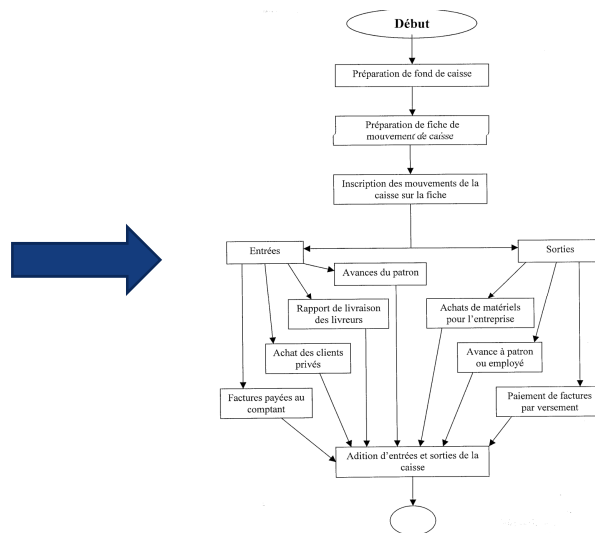 Début
Préparation de fond de caisse
Préparation de fiche de
mouvement de caisse
Inscription des mouvements de la
caisse sur la fiche
Entrées
Sorties
Avances du patron
Rapport de livraison
des livreurs
Achats de matériels
pour l'entreprise
Achat des clients
privés
Avance à patron
ou employé
Factures payées au
comptant
Paiement de factures
par versement
Adition d'entrées et sorties de la
caisse